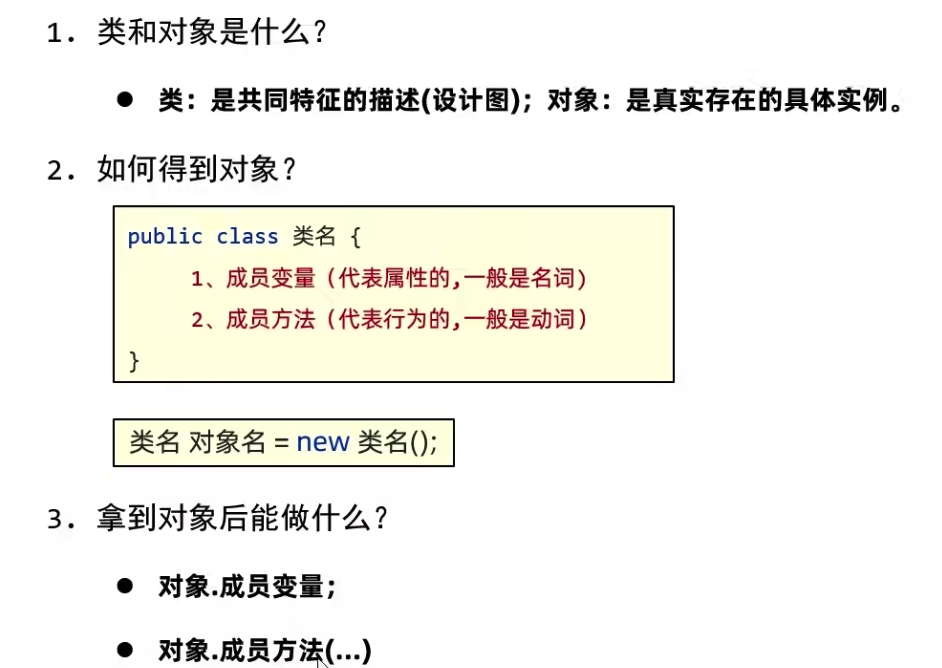 1. 类和对象是什么?
● 类：是共同特征的描述(设计图)；对象：是真实存在的具体实例。
2. 如何得到对象?
public class 类名 {
1、成员变量（代表属性的,一般是名词）
2、成员方法（代表行为的,一般是动词）
}
类名 对象名 = new 类名();
3. 拿到对象后能做什么?
● 对象.成员变量；
● 对象.成员方法(...)